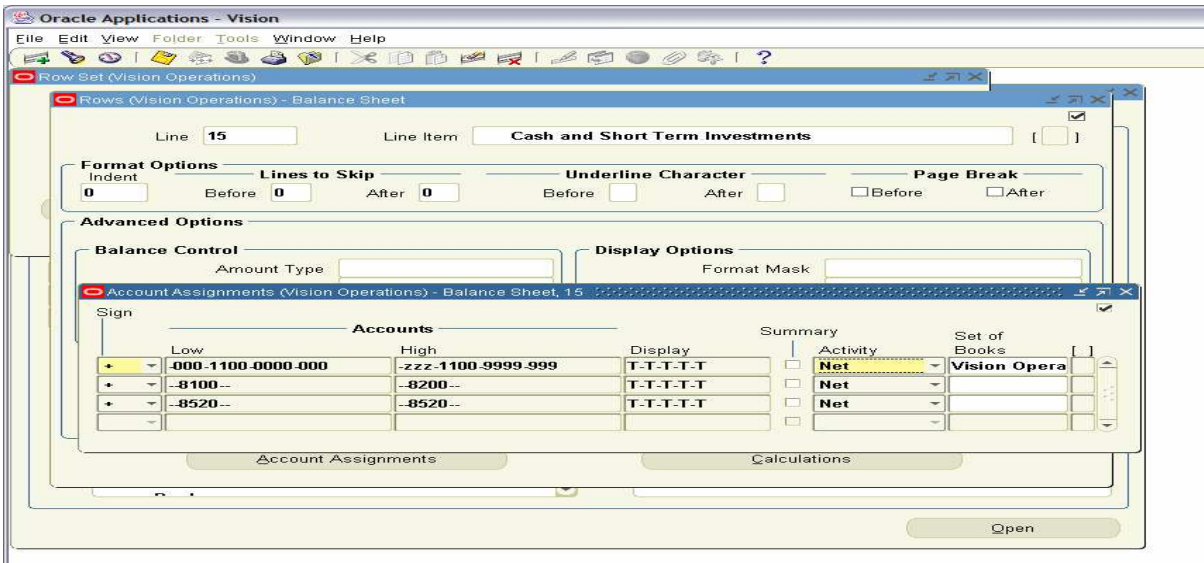 Oracle Applications - Vision
File Edit View Folder Tools Window Help
Row Set (Vision Operations)
Rows (Vision Operations) - Balance Sheet
Line 15 Line Item Cash and Short Term Investments [ ]
Format Options
Indent Lines to Skip Underline Character Page Break
0 Before 0 After 0 Before After Before After
Advanced Options
Balance Control Display Options
Amount Type Format Mask
Account Assignments (Vision Operations) - Balance Sheet, 15
Sign
Accounts Summary
Set of
Low High Display Activity Books [ ]
+ -000-1100-0000-000 -zzz-1100-9999-999 T-T-T-T-T Net Vision Opera
+ --8100-- --8200-- T-T-T-T-T Net
+ --8520-- --8520-- T-T-T-T-T Net
Account Assignments Calculations
Open